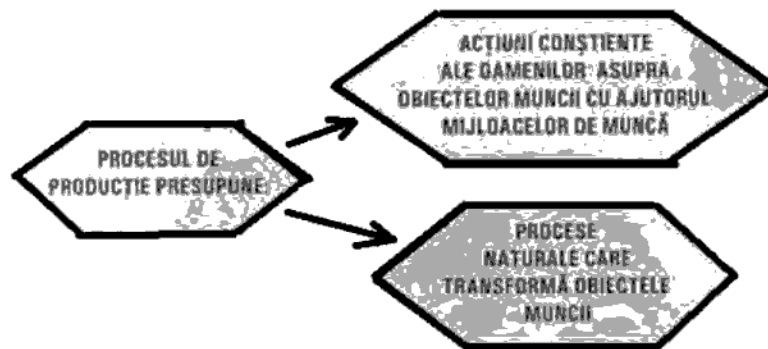 PROCESUL DE
PRODUCȚIE PRESUPUNE
ACȚIUNI CONȘTIENTE
ALE OAMENILOR ASUPRA
OBIECTELOR MUNCII CU AJUTORUL
MIJLOACELOR DE MUNCĂ
PROCESE
NATURALE CARE
TRANSFORMĂ OBIECTELE
MUNCII